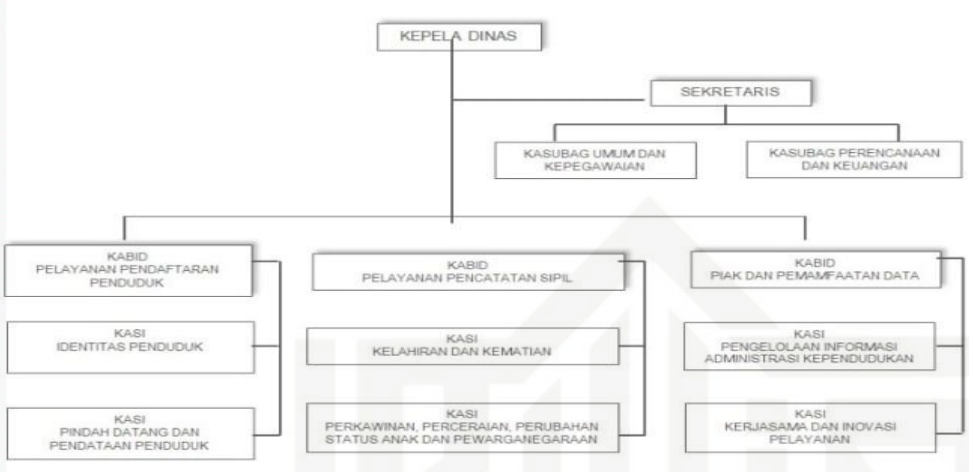 KEPELA DINAS
SEKRETARIS
KASUBAG UMUM DAN
KEPEGAWAIAN
KASUBAG PERENCANAAN
DAN KEUANGAN
KABID
PELAYANAN PENDAFTARAN
PENDUDUK
KABID
PELAYANAN PENCATATAN SIPIL
KABID
PIAK DAN PEMAMFAATAN DATA
KASI
IDENTITAS PENDUDUK
KASI
KELAHIRAN DAN KEMATIAN
KASI
PENGELOLAAN INFORMASI
ADMINISTRASI KEPENDUDUKAN
KASI
PINDAH DATANG DAN
PENDATAAN PENDUDUK
KASI
PERKAWINAN, PERCERAIAN, PERUBAHAN
STATUS ANAK DAN PEWARGANEGARAAN
KASI
KERJASAMA DAN INOVASI
PELAYANAN